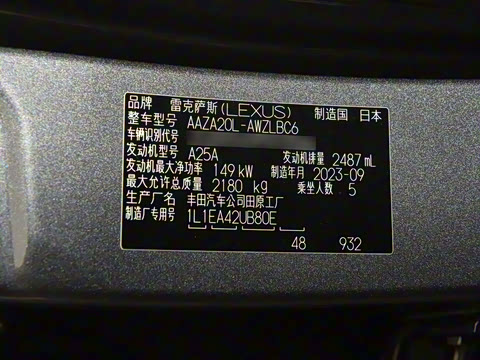 品牌 雷克萨斯(LEXUS) 制造国 日本
整车型号 AAZA20L-AWZLBC6
车辆识别代号
发动机型号 A25A 发动机排量 2487 mL
发动机最大净功率 149 kW 制造年月 2023-09
最大允许总质量 2180 kg 乘坐人数 5
生产厂名 丰田汽车公司田原工厂
制造厂专用号 1L1EA42UB80E
48 932